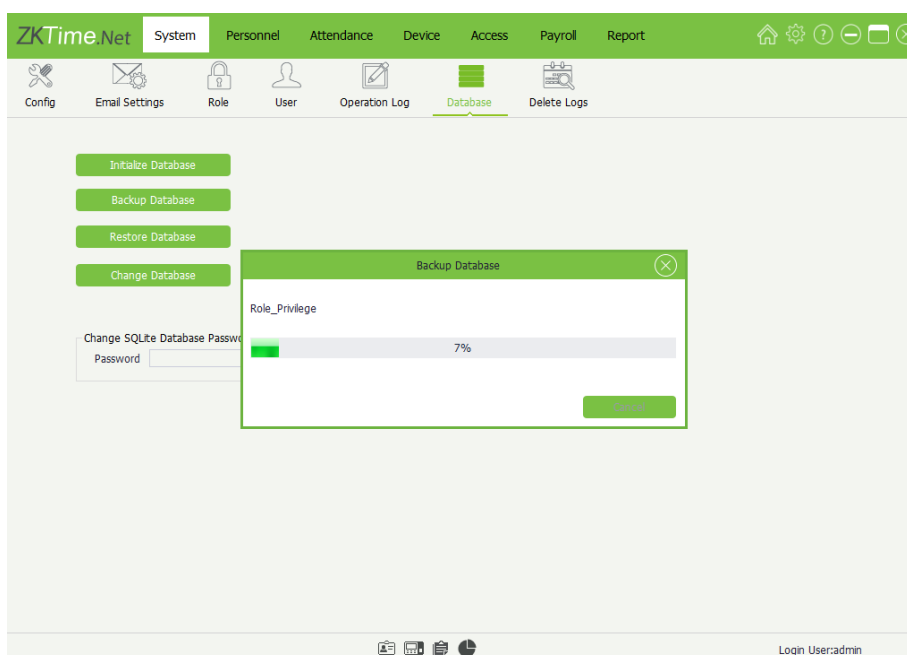 ZKTime.Net System Personnel Attendance Device Access Payroll Report
Config Email Settings Role User Operation Log Database Delete Logs
Initialize Database
Backup Database
Restore Database
Change Database
Backup Database
Role_Privilege
7%
Change SQLite Database Passwo
Password
Login User:admin